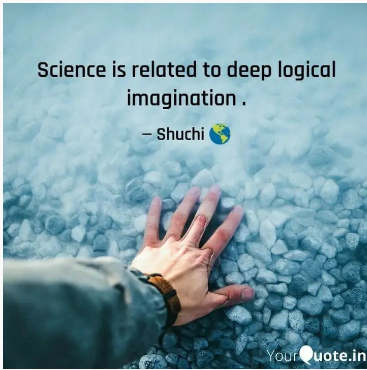 Science is related to deep logical
imagination .
– Shuchi 🌎
YourQuote.in